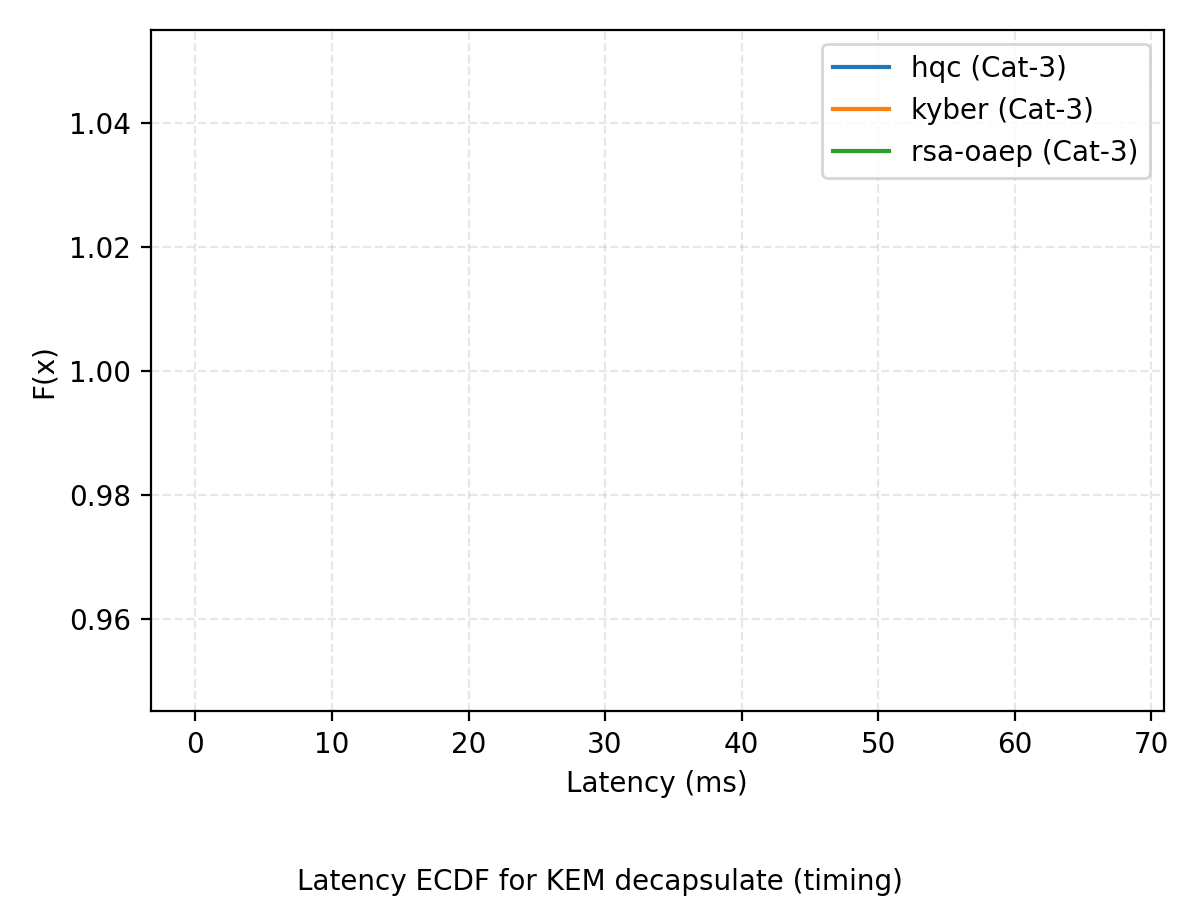 hqc (Cat-3)
kyber (Cat-3)
rsa-oaep (Cat-3)
1.04
1.02
1.00
0.98
0.96
F(x)
0 10 20 30 40 50 60 70
Latency (ms)
Latency ECDF for KEM decapsulate (timing)